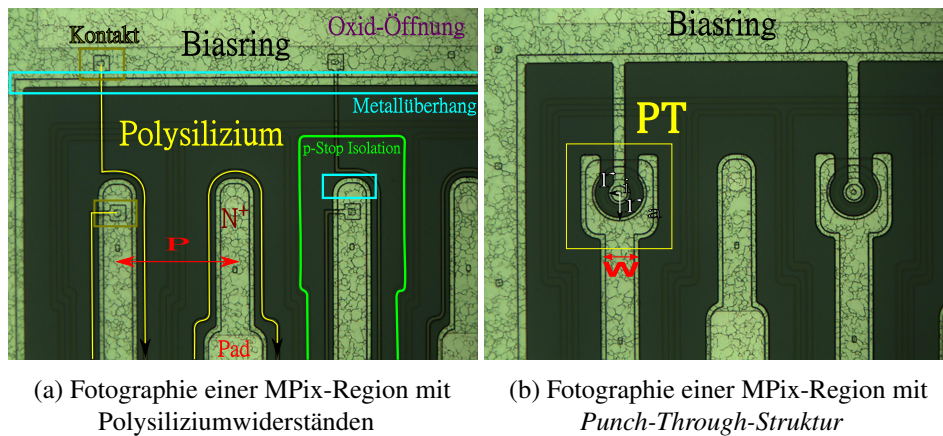 Kontakt
Biasring
Oxid-Öffnung
Metallüberhang
Polysilizium
p-Stop Isolation
N+
P
Pad
Biasring
PT
a
W
(a) Fotographie einer MPix-Region mit
Polysiliziumwiderständen
(b) Fotographie einer MPix-Region mit
Punch-Through-Struktur